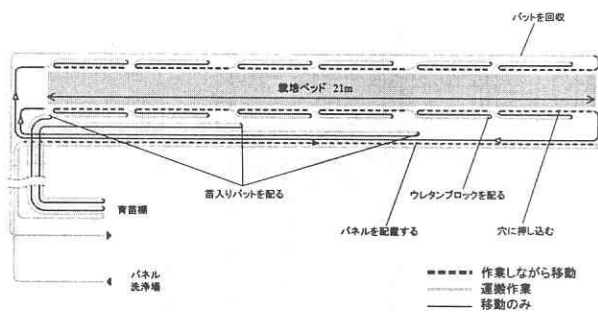 バットを回収
栽培ベッド 21m
苗入りバットを配る
ウレタンブロックを配る
育苗棚
パネルを配置する
穴に押し込む
パネル
洗浄場
作業しながら移動
運搬作業
移動のみ